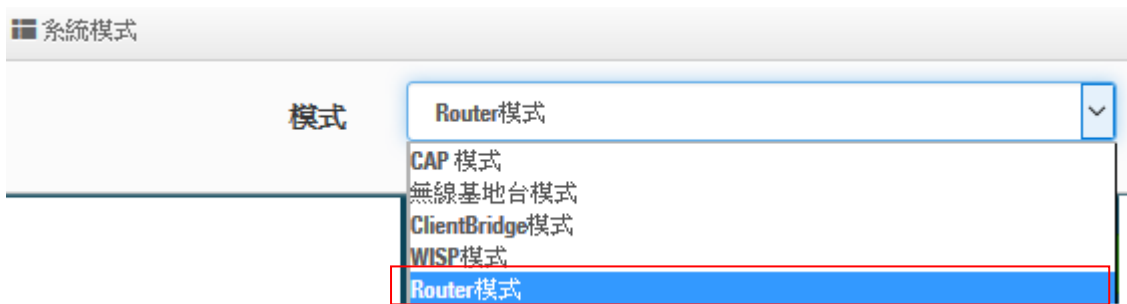 系統模式
模式 Router模式
CAP 模式
無線基地台模式
ClientBridge模式
WISP模式
Router模式